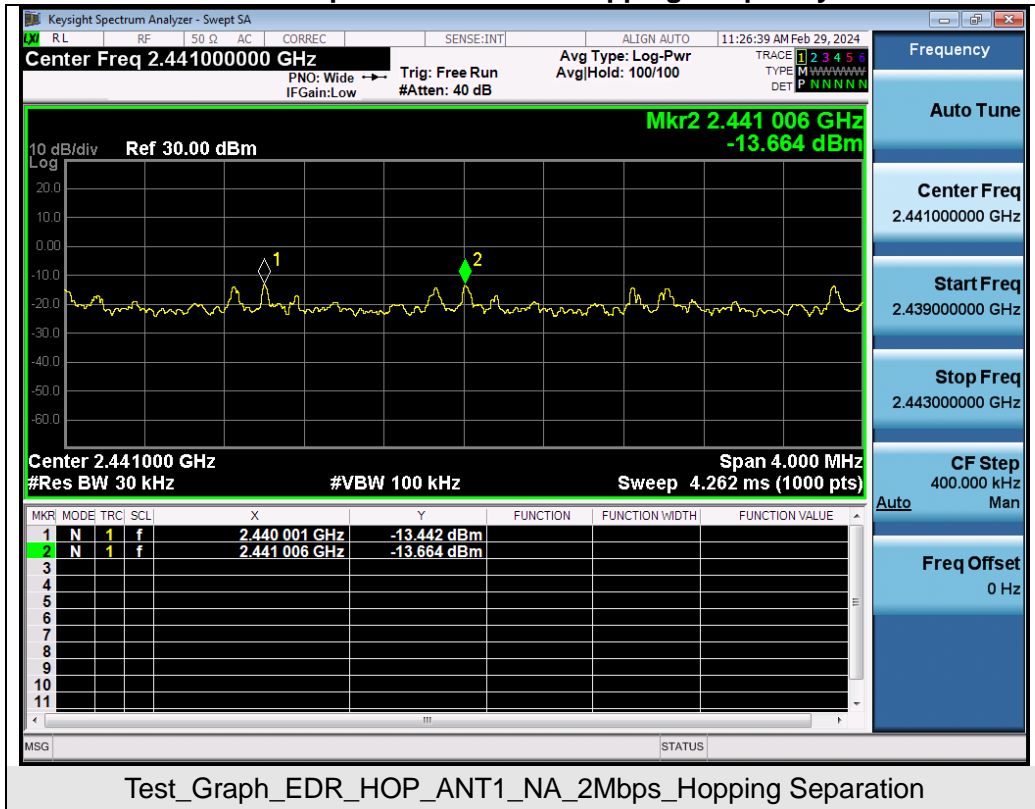 Keysight Spectrum Analyzer - Swept SA
LXI RL RF 50 Ω AC CORREC SENSE:INT ALIGN AUTO 11:26:39 AM Feb 29, 2024
Center Freq 2.441000000 GHz
PNO: Wide
IFGain:Low
Trig: Free Run
#Atten: 40 dB
Avg Type: Log-Pwr
Avg|Hold: 100/100
TRACE 1 2 3 4 5 6
TYPE M WWWWW
DET P N N N N N
Mkr2 2.441 006 GHz
-13.664 dBm
10 dB/div Ref 30.00 dBm
Log
20.0
10.0
0.00
-10.0
-20.0
-30.0
-40.0
-50.0
-60.0
1
2
Center 2.441000 GHz Span 4.000 MHz
#Res BW 30 kHz #VBW 100 kHz Sweep 4.262 ms (1000 pts)
MKR MODE TRC SCL X Y FUNCTION FUNCTION WIDTH FUNCTION VALUE
1 N 1 f 2.440 001 GHz -13.442 dBm
2 N 1 f 2.441 006 GHz -13.664 dBm
3
4
5
6
7
8
9
10
11
MSG STATUS
Frequency
Auto Tune
Center Freq
2.441000000 GHz
Start Freq
2.439000000 GHz
Stop Freq
2.443000000 GHz
CF Step
400.000 kHz
Auto Man
Freq Offset
0 Hz
Test_Graph_EDR_HOP_ANT1_NA_2Mbps_Hopping Separation